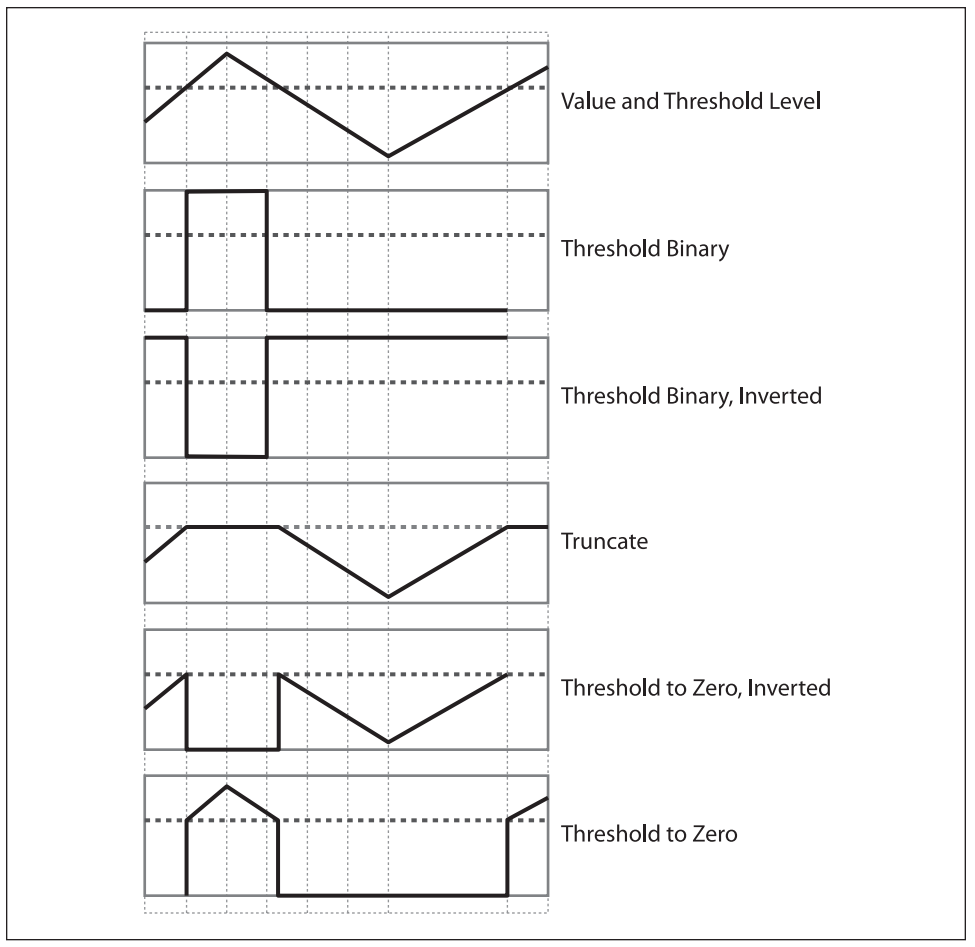 Value and Threshold Level
Threshold Binary
Threshold Binary, Inverted
Truncate
Threshold to Zero, Inverted
Threshold to Zero